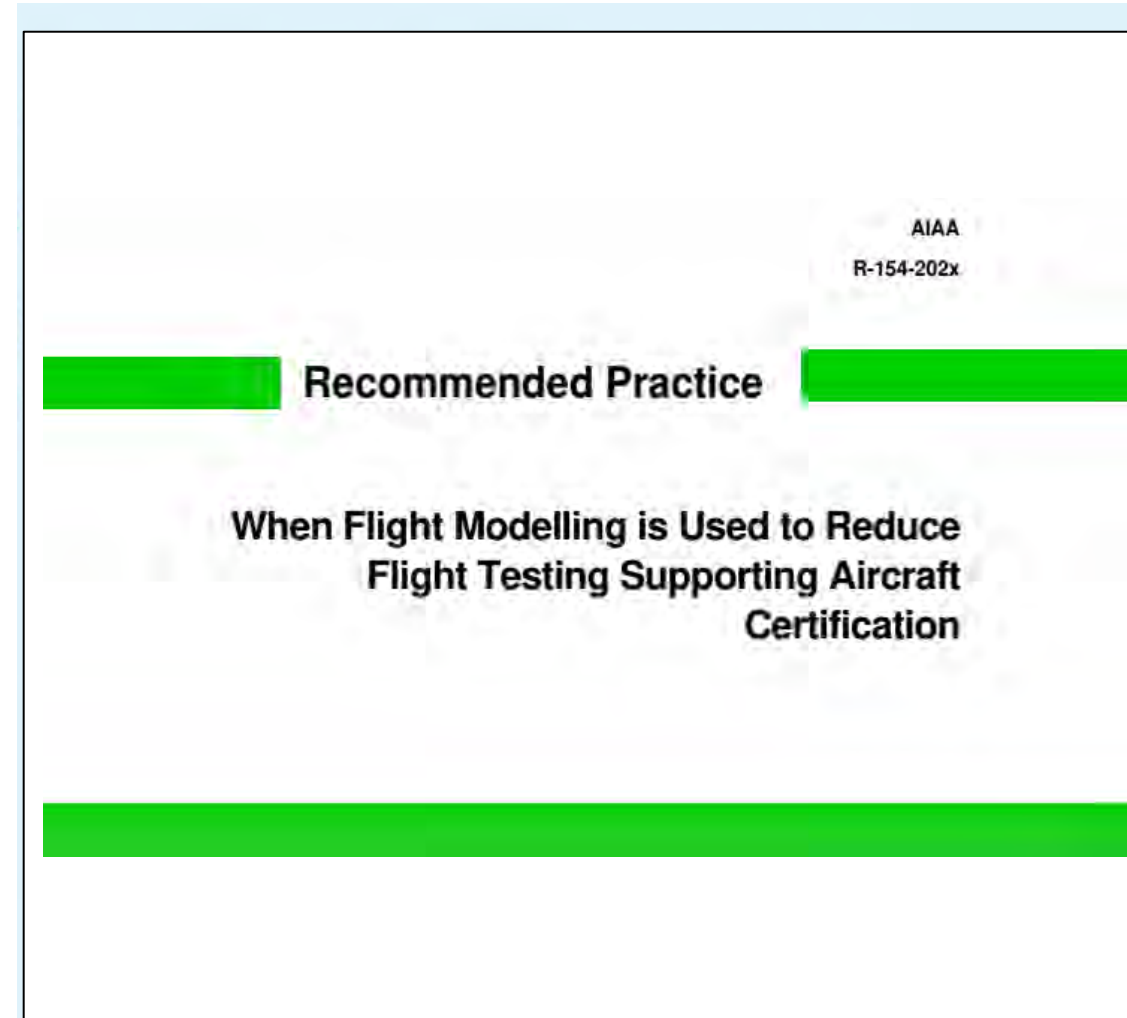 AIAA
R-154-202x
Recommended Practice
When Flight Modelling is Used to Reduce
Flight Testing Supporting Aircraft
Certification